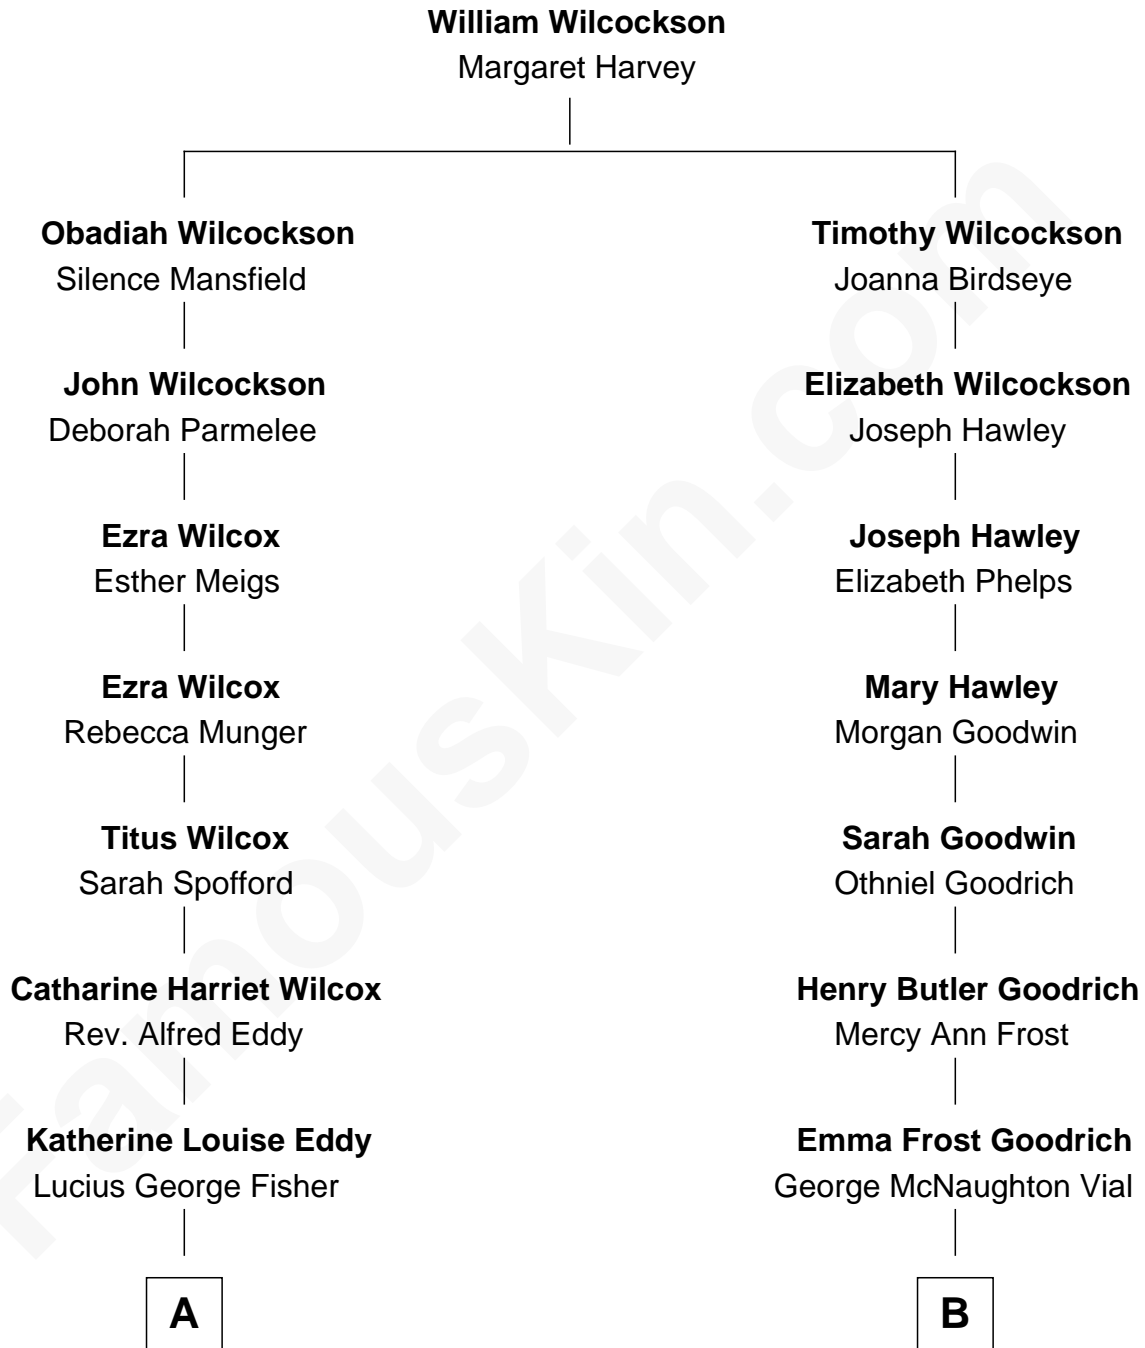 William Wilcockson
Margaret Harvey
Obadiah Wilcockson
Silence Mansfield
John Wilcockson
Deborah Parmelee
Ezra Wilcox
Esther Meigs
Ezra Wilcox
Rebecca Munger
Titus Wilcox
Sarah Spofford
Catharine Harriet Wilcox
Rev. Alfred Eddy
Katherine Louise Eddy
Lucius George Fisher
A
Timothy Wilcockson
Joanna Birdseye
Elizabeth Wilcockson
Joseph Hawley
Joseph Hawley
Elizabeth Phelps
Mary Hawley
Morgan Goodwin
Sarah Goodwin
Othniel Goodrich
Henry Butler Goodrich
Mercy Ann Frost
Emma Frost Goodrich
George McNaughton Vial
B
FamousKin.com